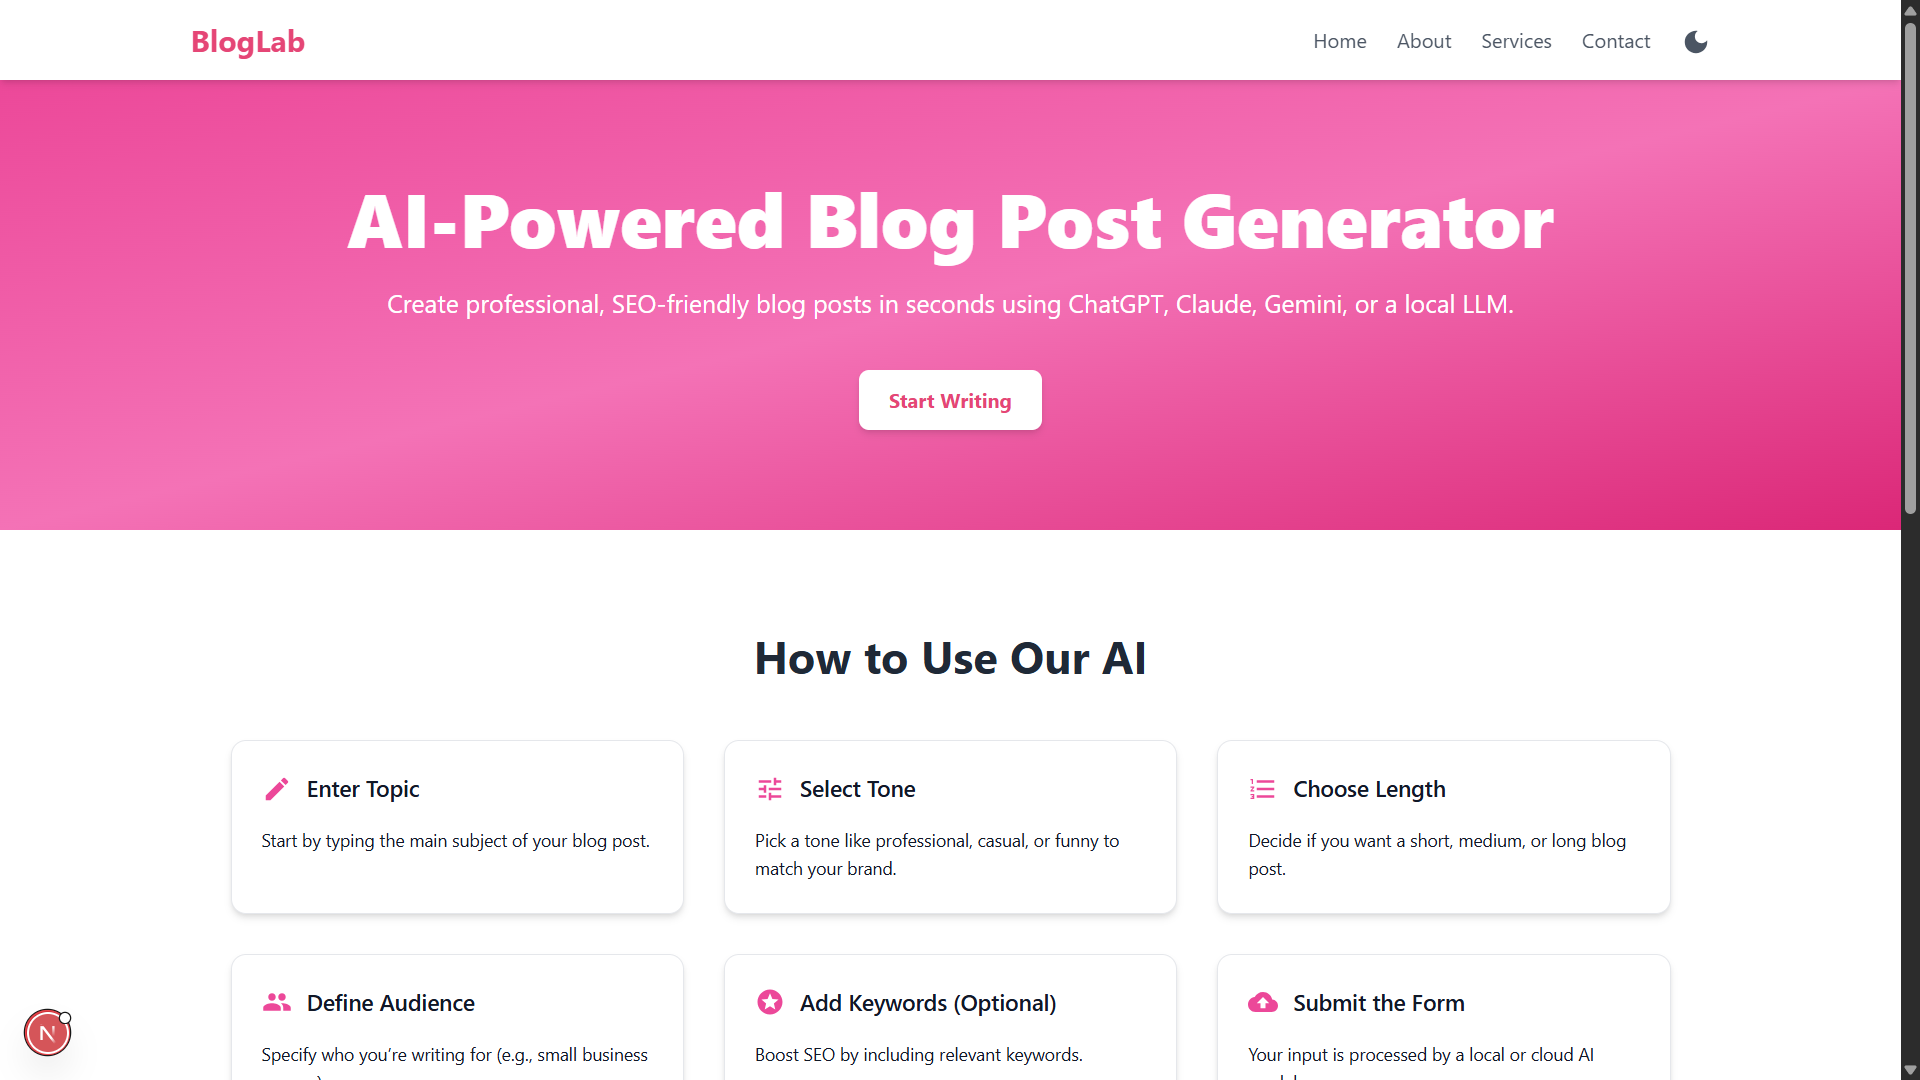 BlogLab
Home About Services Contact
AI-Powered Blog Post Generator
Create professional, SEO-friendly blog posts in seconds using ChatGPT, Claude, Gemini, or a local LLM.
Start Writing
How to Use Our AI
Enter Topic
Start by typing the main subject of your blog post.
Select Tone
Pick a tone like professional, casual, or funny to
match your brand.
Choose Length
Decide if you want a short, medium, or long blog
post.
Define Audience
Specify who you’re writing for (e.g., small business
Add Keywords (Optional)
Boost SEO by including relevant keywords.
Submit the Form
Your input is processed by a local or cloud AI
N